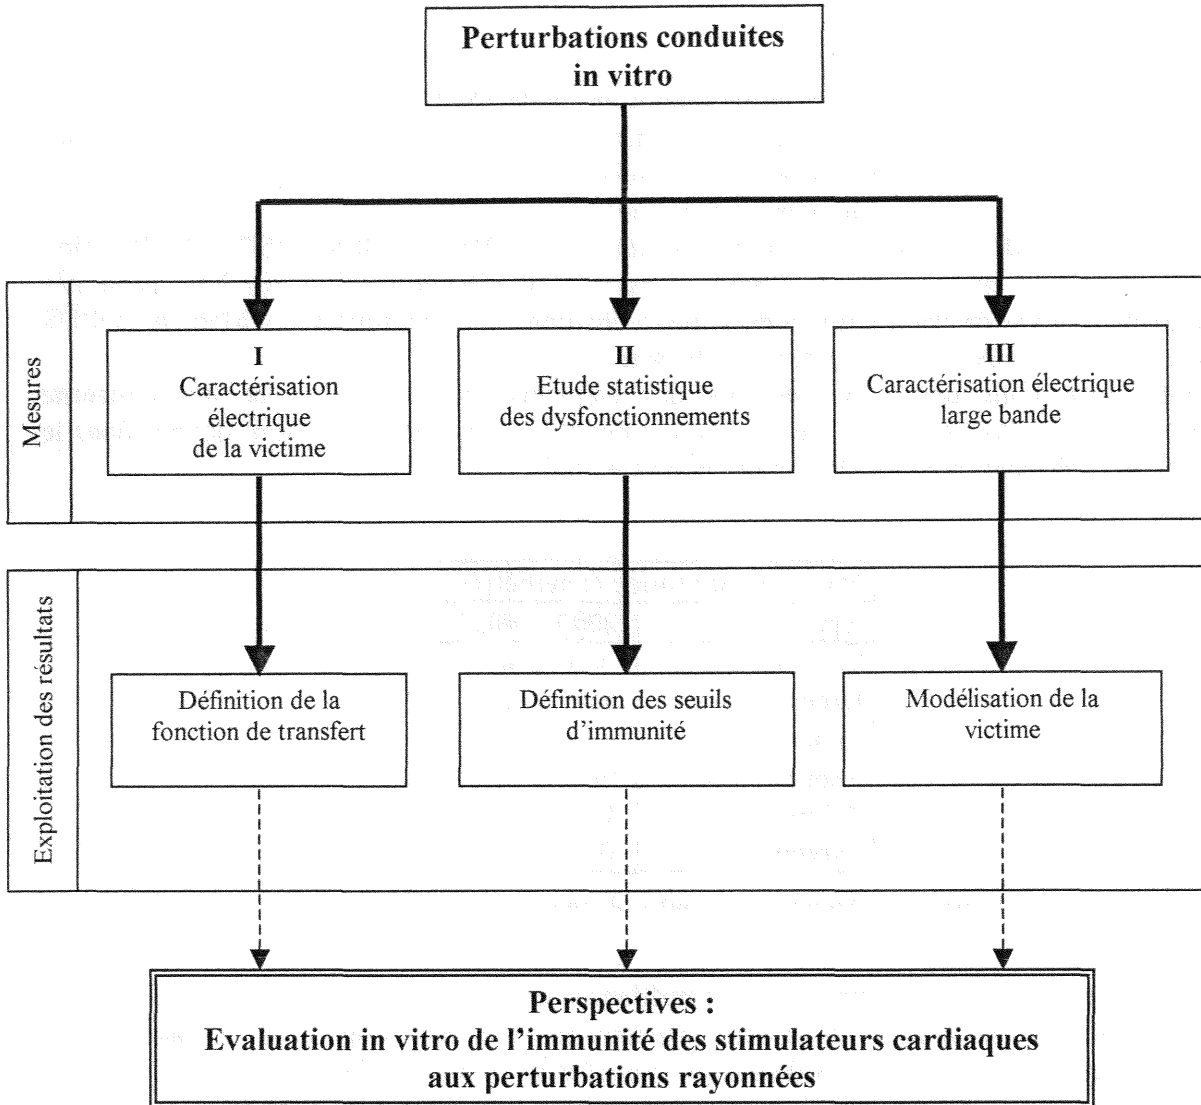 Perturbations conduites
in vitro
Mesures
I
Caractérisation
électrique
de la victime
II
Etude statistique
des dysfonctionnements
III
Caractérisation électrique
large bande
Exploitation des résultats
Définition de la
fonction de transfert
Définition des seuils
d'immunité
Modélisation de la
victime
Perspectives :
Evaluation in vitro de l'immunité des stimulateurs cardiaques
aux perturbations rayonnées